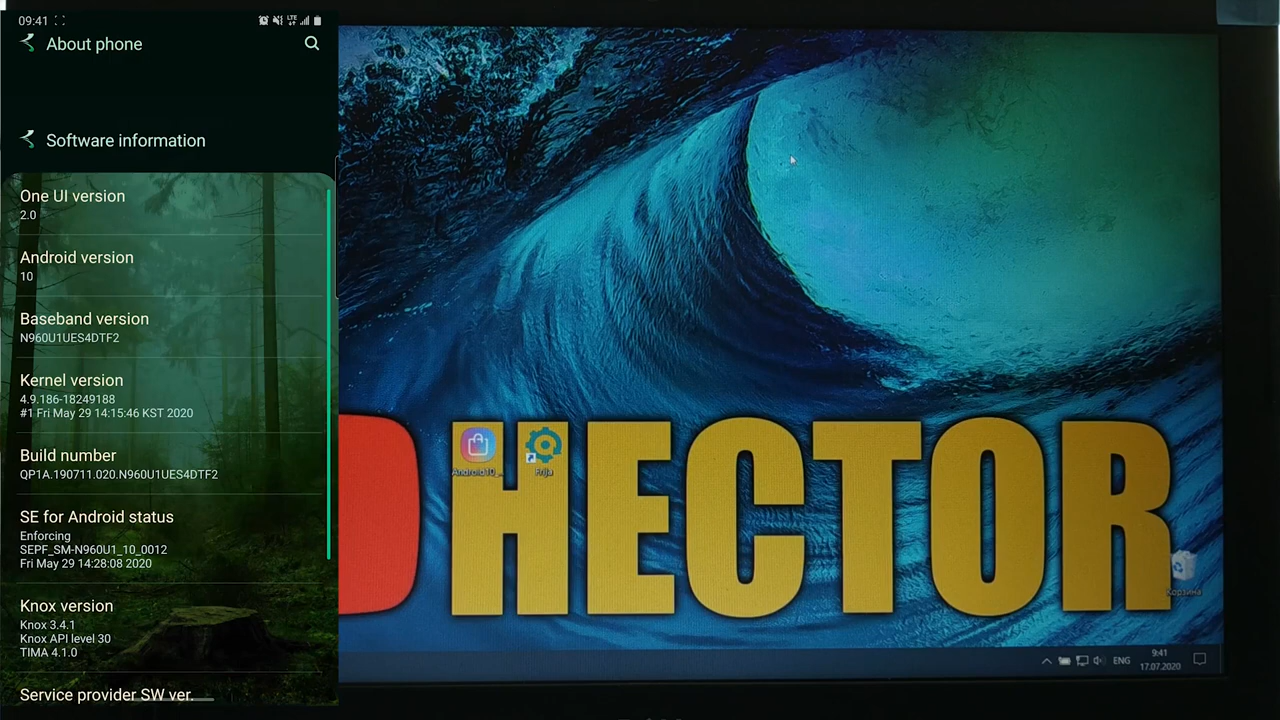 09:41
LTE
About phone
Software information
One UI version
2.0
Android version
10
Baseband version
N960U1UES4DTF2
Kernel version
4.9.186-18249188
#1 Fri May 29 14:15:46 KST 2020
Build number
QP1A.190711.020.N960U1UES4DTF2
SE for Android status
Enforcing
SEPF_SM-N960U1_10_0012
Fri May 29 14:28:08 2020
Knox version
Knox 3.4.1
Knox API level 30
TIMA 4.1.0
Service provider SW ver.
HECTOR
Android10_...
Frija
Корзина
ENG
9:41
17.07.2020